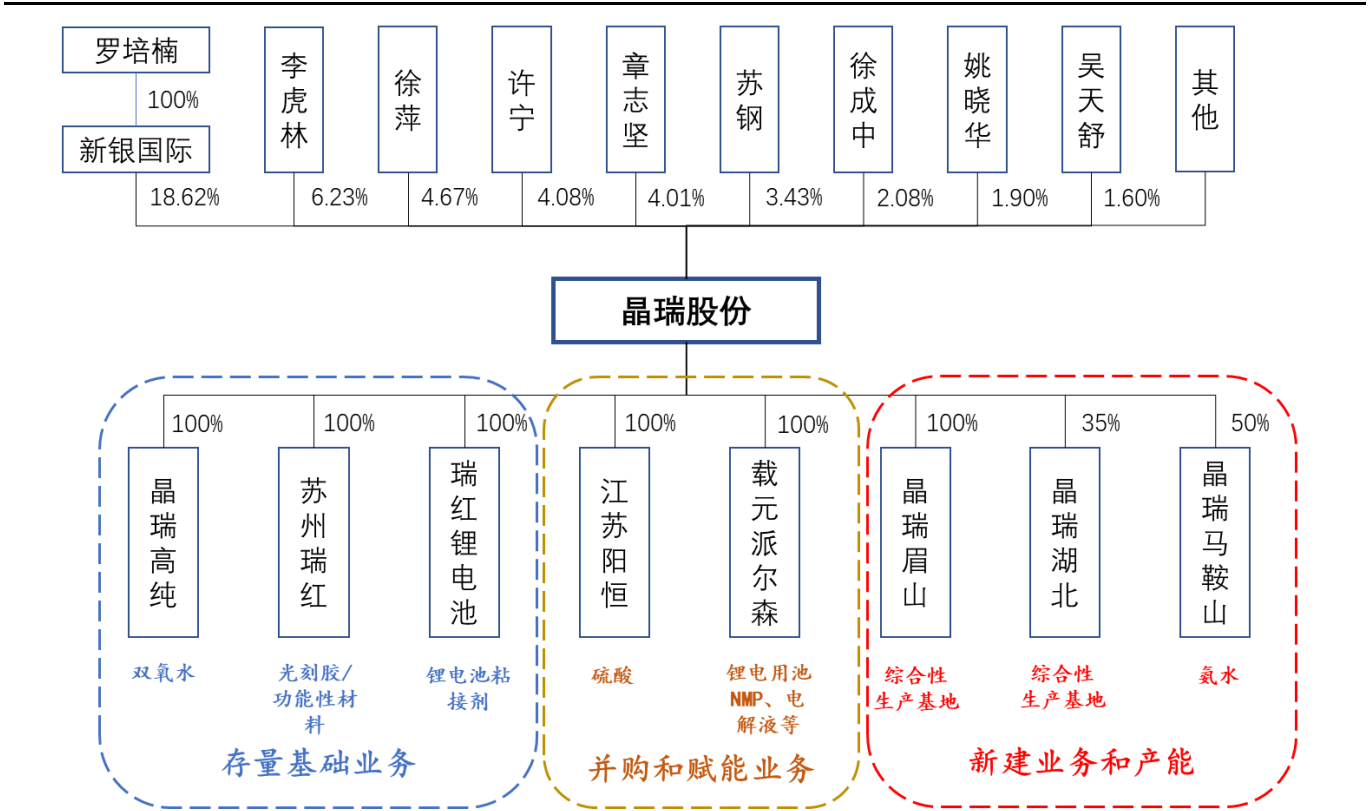 罗培楠
100%
新银国际
李虎林
徐萍
许宁
章志坚
苏钢
徐成中
姚晓华
吴天舒
其他
18.62%
6.23%
4.67%
4.08%
4.01%
3.43%
2.08%
1.90%
1.60%
晶瑞股份
100%
100%
100%
100%
100%
100%
35%
50%
晶瑞高纯
苏州瑞红
瑞红锂电池
江苏阳恒
载元派尔森
晶瑞眉山
晶瑞湖北
晶瑞马鞍山
双氧水
光刻胶/
功能性材
料
锂电池粘
接剂
硫酸
锂电用池
NMP、电
解液等
综合性
生产基地
综合性
生产基地
氨水
存量基础业务
并购和赋能业务
新建业务和产能